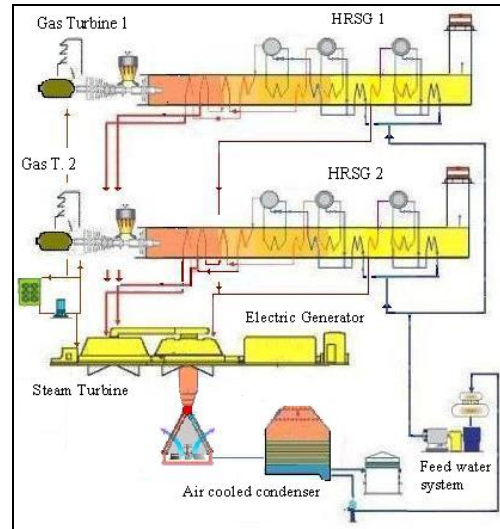 Gas Turbine 1
HRSG 1
Gas T. 2
HRSG 2
Electric Generator
Steam Turbine
Air cooled condenser
Feed water
system